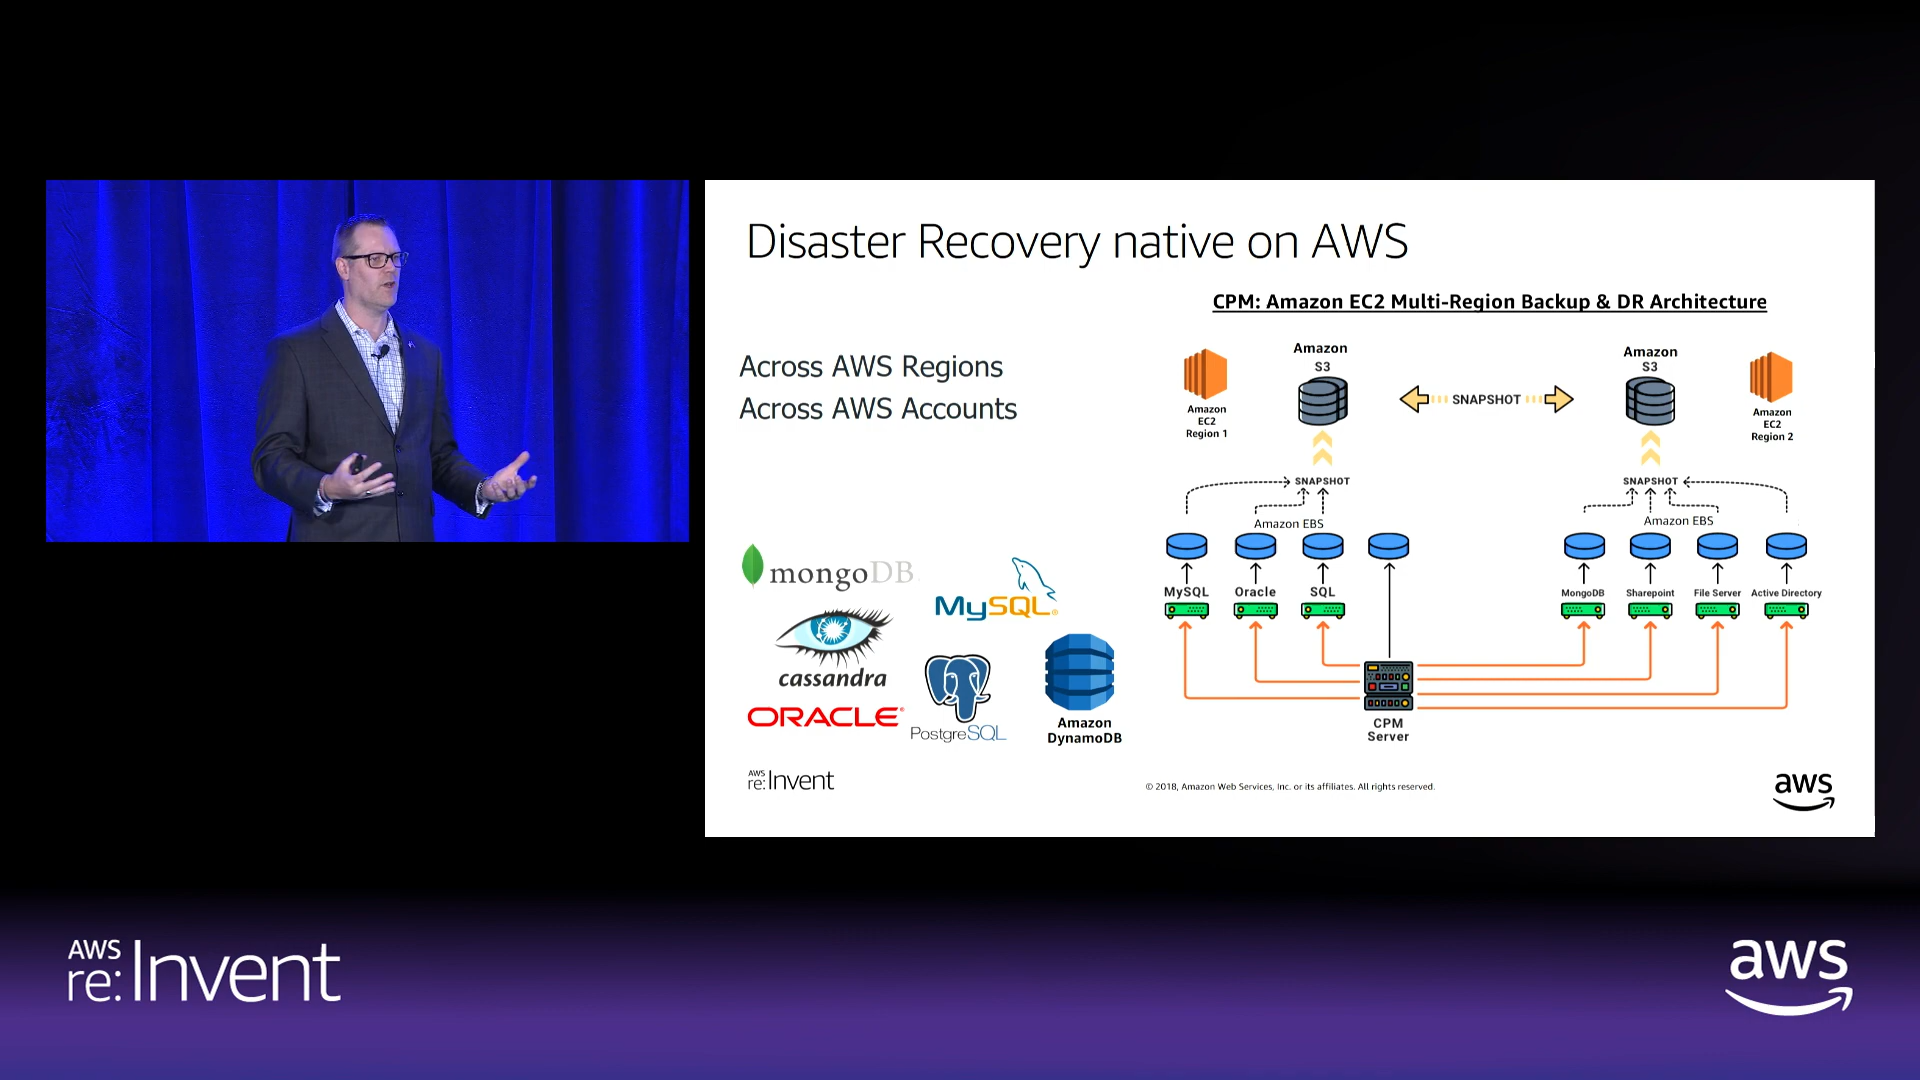 Disaster Recovery native on AWS
CPM: Amazon EC2 Multi-Region Backup & DR Architecture
Across AWS Regions
Across AWS Accounts
mongoDB
MySQL®
cassandra
ORACLE®
PostgreSQL
Amazon
DynamoDB
Amazon
EC2
Region 1
Amazon
S3
SNAPSHOT
Amazon
S3
Amazon
EC2
Region 2
SNAPSHOT
SNAPSHOT
Amazon EBS
Amazon EBS
MySQL
Oracle
SQL
MongoDB
Sharepoint
File Server
Active Directory
CPM
Server
AWS
re:Invent
© 2018, Amazon Web Services, Inc. or its affiliates. All rights reserved.
aws
AWS
re:Invent
aws